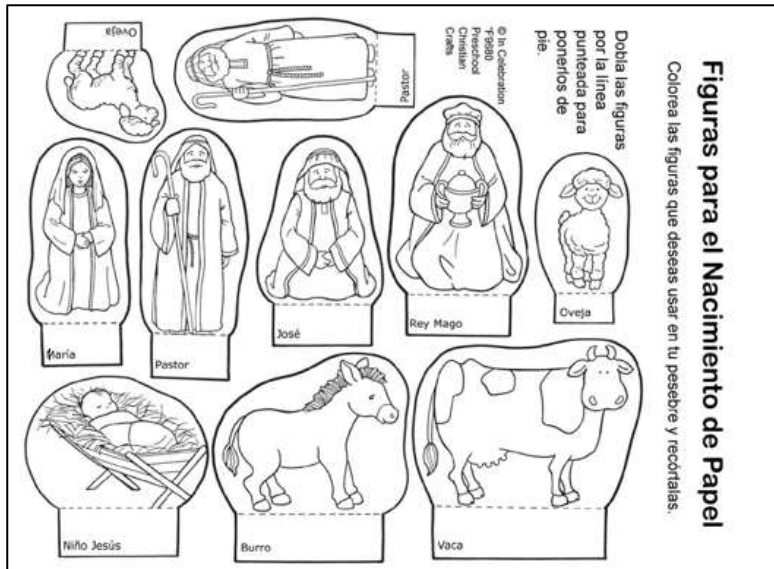 Figuras para el Nacimiento de Papel
Colorea las figuras que deseas usar en tu pesebre y recórtalas.
Dobla las figuras
por la línea
punteada para
ponerlos de
pie.
© In Celebration
*F9680
Preschool
Christian
Crafts
Oveja
Pastor
María
Pastor
José
Rey Mago
Oveja
Niño Jesús
Burro
Vaca